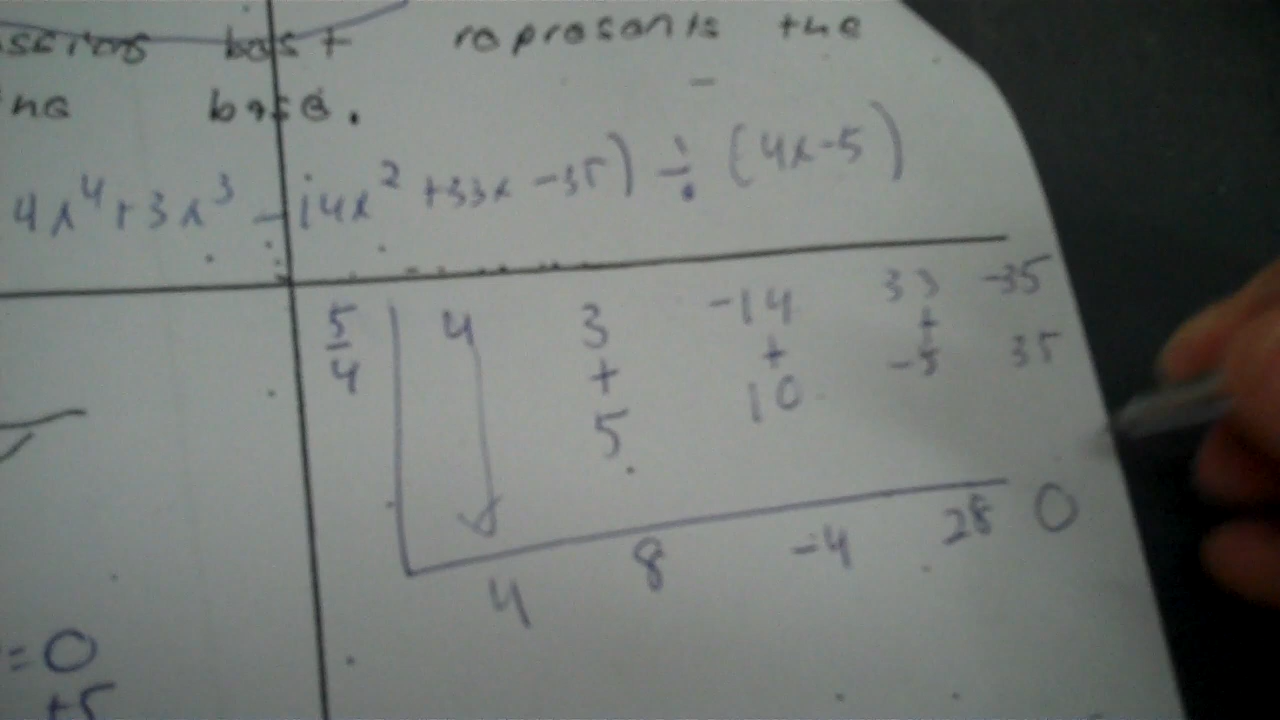 represents the
base.
4x⁴+3x³-14x²+33x-35) ÷ (4x-5)
5/4 4 3 -14 33 -35
+ + +
5 10 -5 35
4 8 -4 28 0
=0
+5